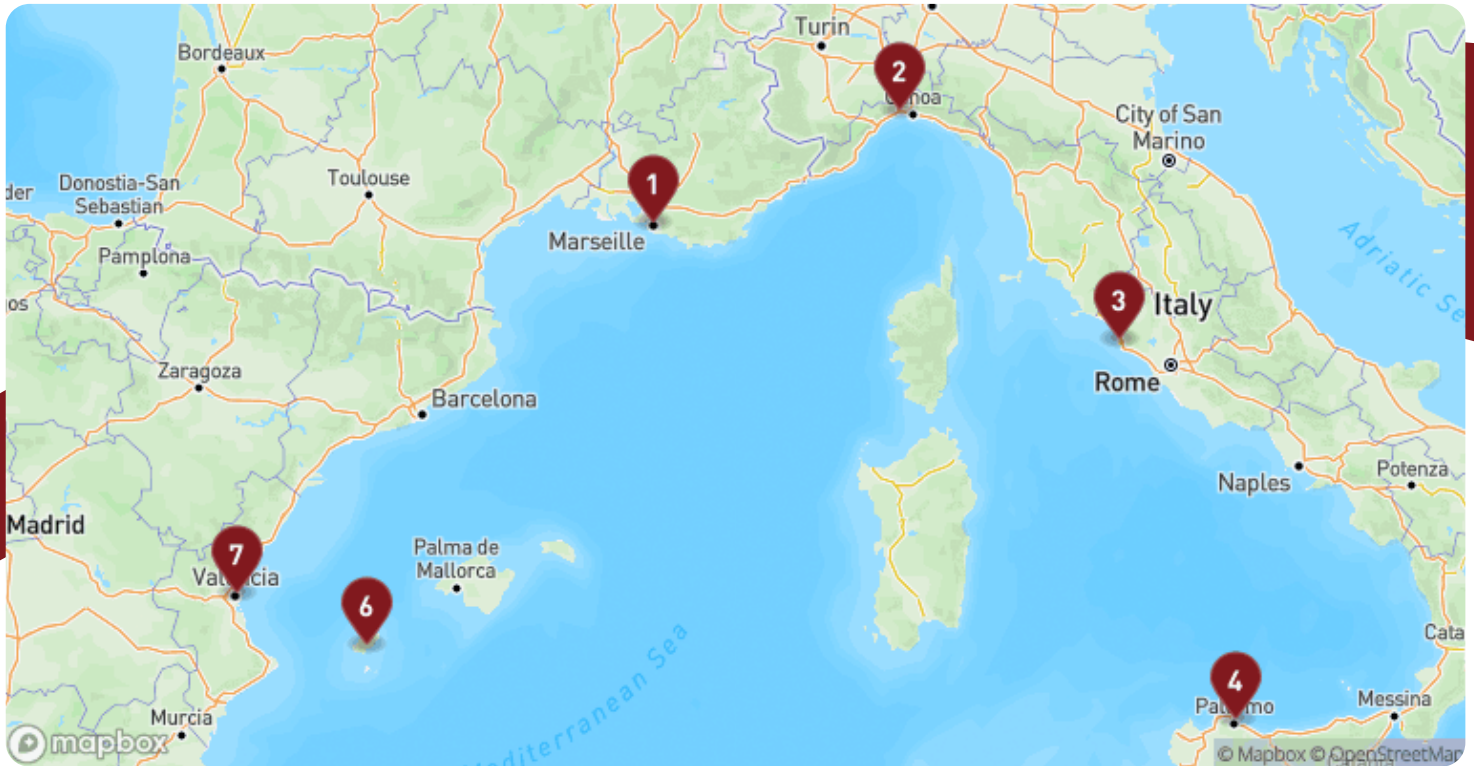 Turin
Bordeaux
2
Genoa
City of San
Marino
1
Toulouse
Donostia-San
Sebastian
der
Marseille
Pamplona
Adriatic Se
os
3
Italy
Zaragoza
Rome
Barcelona
Naples
Potenza
Madrid
7
Valencia
Palma de
Mallorca
6
Mediterranean Sea
Cata
4
Palermo
Messina
Murcia
mapbox
© Mapbox © OpenStreetMap